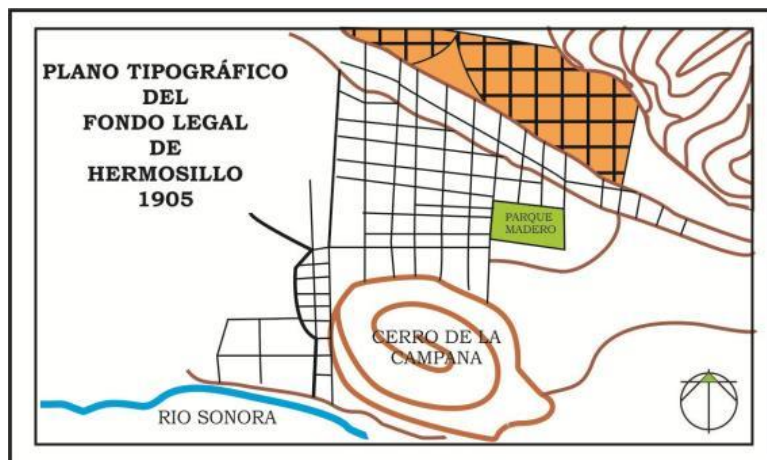 PLANO TIPOGRÁFICO
DEL
FONDO LEGAL
DE
HERMOSILLO
1905
PARQUE
MADERO
CERRO DE LA
CAMPANA
RIO SONORA